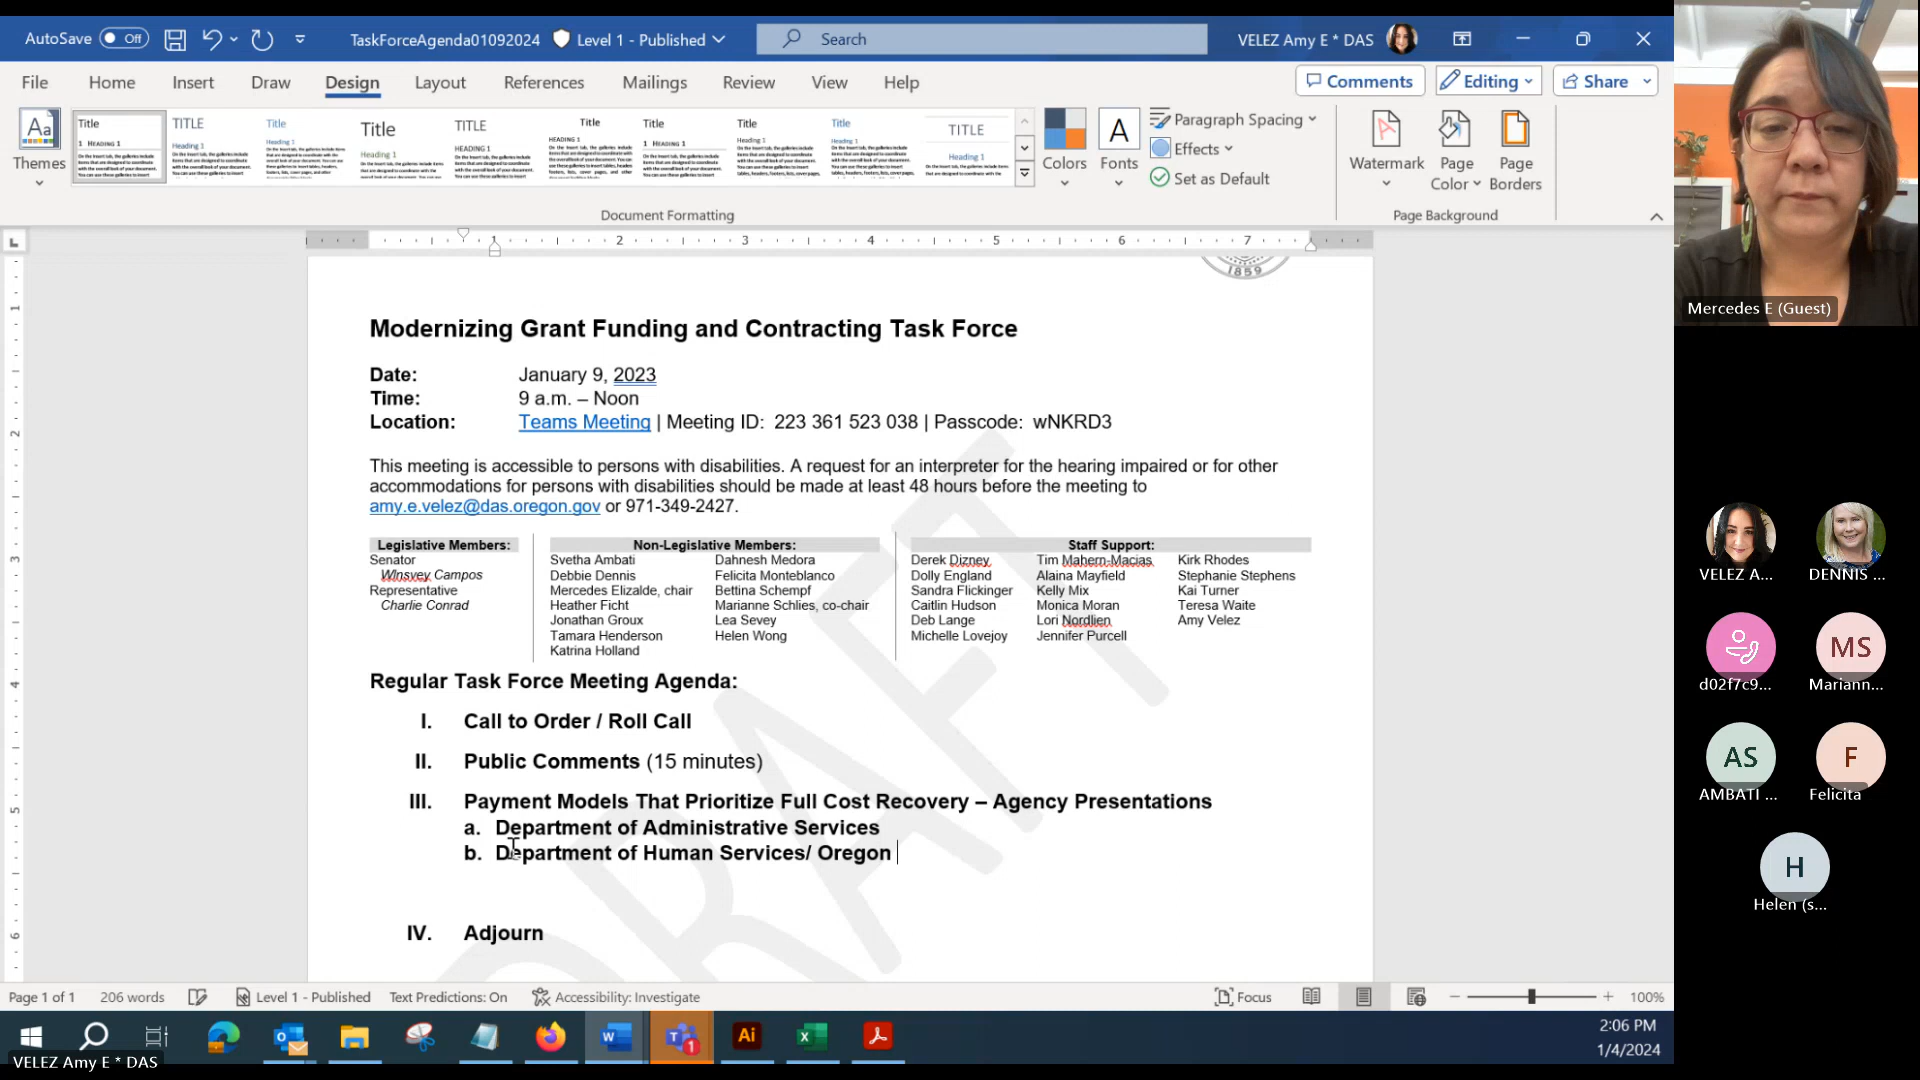 AutoSave Off TaskForceAgenda01092024 Level 1 - Published Search VELEZ Amy E * DAS
File Home Insert Draw Design Layout References Mailings Review View Help Comments Editing Share
Themes
Colors
Fonts
Paragraph Spacing
Effects
Set as Default
Watermark
Page Color
Page Borders
Document Formatting
Page Background
1 2 3 4 5 6 7
1859
Modernizing Grant Funding and Contracting Task Force
Date: January 9, 2023
Time: 9 a.m. – Noon
Location: Teams Meeting | Meeting ID: 223 361 523 038 | Passcode: wNKRD3
This meeting is accessible to persons with disabilities. A request for an interpreter for the hearing impaired or for other
accommodations for persons with disabilities should be made at least 48 hours before the meeting to
amy.e.velez@das.oregon.gov or 971-349-2427.
Legislative Members:
Senator
WInsvey Campos
Representative
Charlie Conrad
Non-Legislative Members:
Svetha Ambati
Debbie Dennis
Mercedes Elizalde, chair
Heather Ficht
Jonathan Groux
Tamara Henderson
Katrina Holland
Dahnesh Medora
Felicita Monteblanco
Bettina Schempf
Marianne Schlies, co-chair
Lea Sevey
Helen Wong
Staff Support:
Derek Dizney
Dolly England
Sandra Flickinger
Caitlin Hudson
Deb Lange
Michelle Lovejoy
Tim Mahern-Macias
Alaina Mayfield
Kelly Mix
Monica Moran
Lori Nordlien
Jennifer Purcell
Kirk Rhodes
Stephanie Stephens
Kai Turner
Teresa Waite
Amy Velez
Regular Task Force Meeting Agenda:
I. Call to Order / Roll Call
II. Public Comments (15 minutes)
III. Payment Models That Prioritize Full Cost Recovery – Agency Presentations
a. Department of Administrative Services
b. Department of Human Services/ Oregon
IV. Adjourn
DRAFT
Page 1 of 1 206 words Level 1 - Published Text Predictions: On Accessibility: Investigate Focus 100%
2:06 PM
1/4/2024
VELEZ Amy E * DAS
Mercedes E (Guest)
VELEZ A... DENNIS ...
MS
d02f7c9... Mariann...
AS F
AMBATI ... Felicita
H
Helen (s...